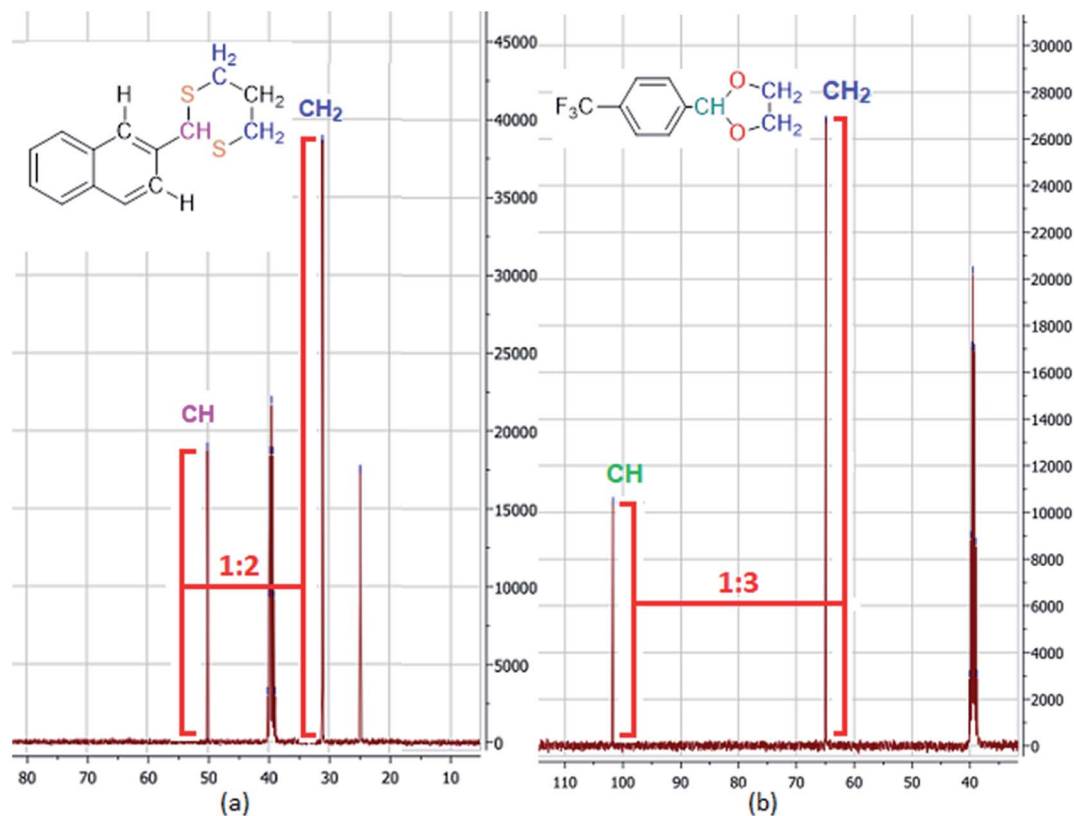 H₂
C
S
CH₂
H
CH
CH₂
S
C
H
CH₂
CH
1:2
45000
40000
35000
30000
25000
20000
15000
10000
5000
0
80 70 60 50 40 30 20 10
(a)
F₃C
CH
O
CH₂
O
CH₂
CH₂
CH
1:3
30000
28000
26000
24000
22000
20000
18000
16000
14000
12000
10000
8000
6000
4000
2000
0
110 100 90 80 70 60 50 40
(b)